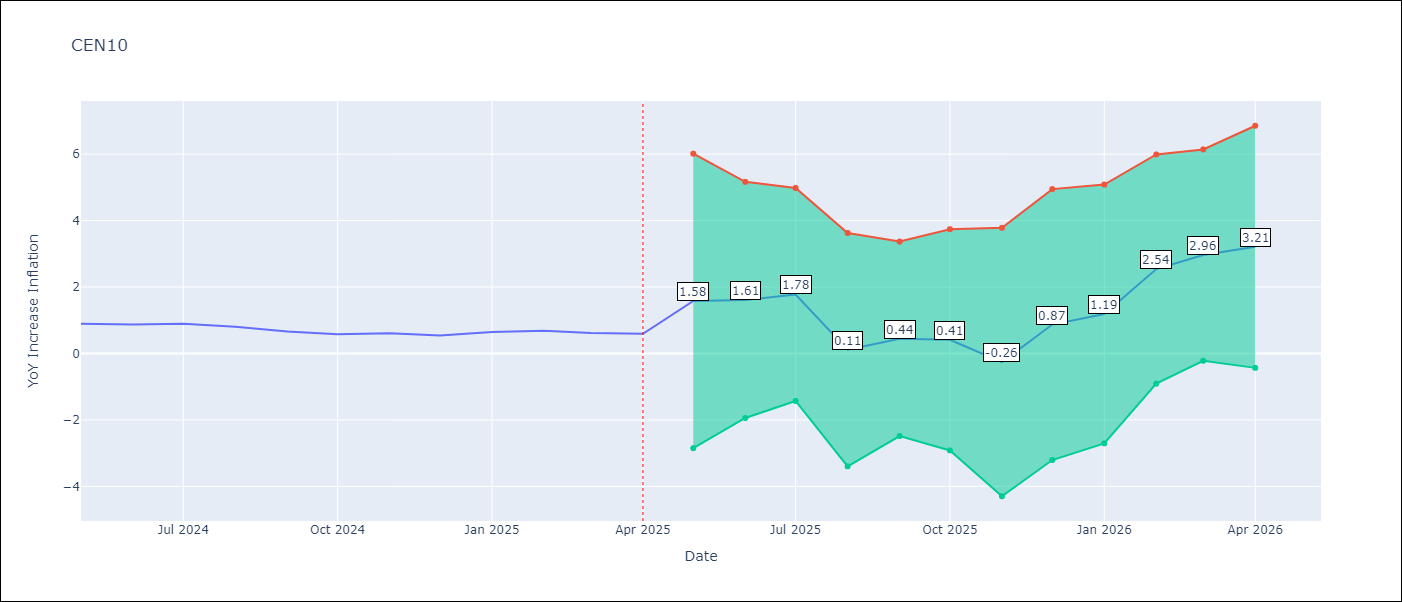 CEN10
YoY Increase Inflation
6
4
2
0
−2
−4
1.58
1.61
1.78
0.11
0.44
0.41
-0.26
0.87
1.19
2.54
2.96
3.21
Jul 2024
Oct 2024
Jan 2025
Apr 2025
Jul 2025
Oct 2025
Jan 2026
Apr 2026
Date